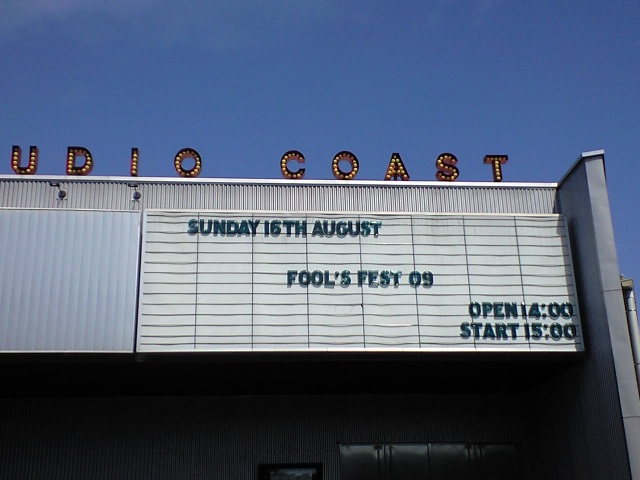 UDIO COAST
SUNDAY 16TH AUGUST
FOOL'S FEST 09
OPEN 14:00
START 15:00